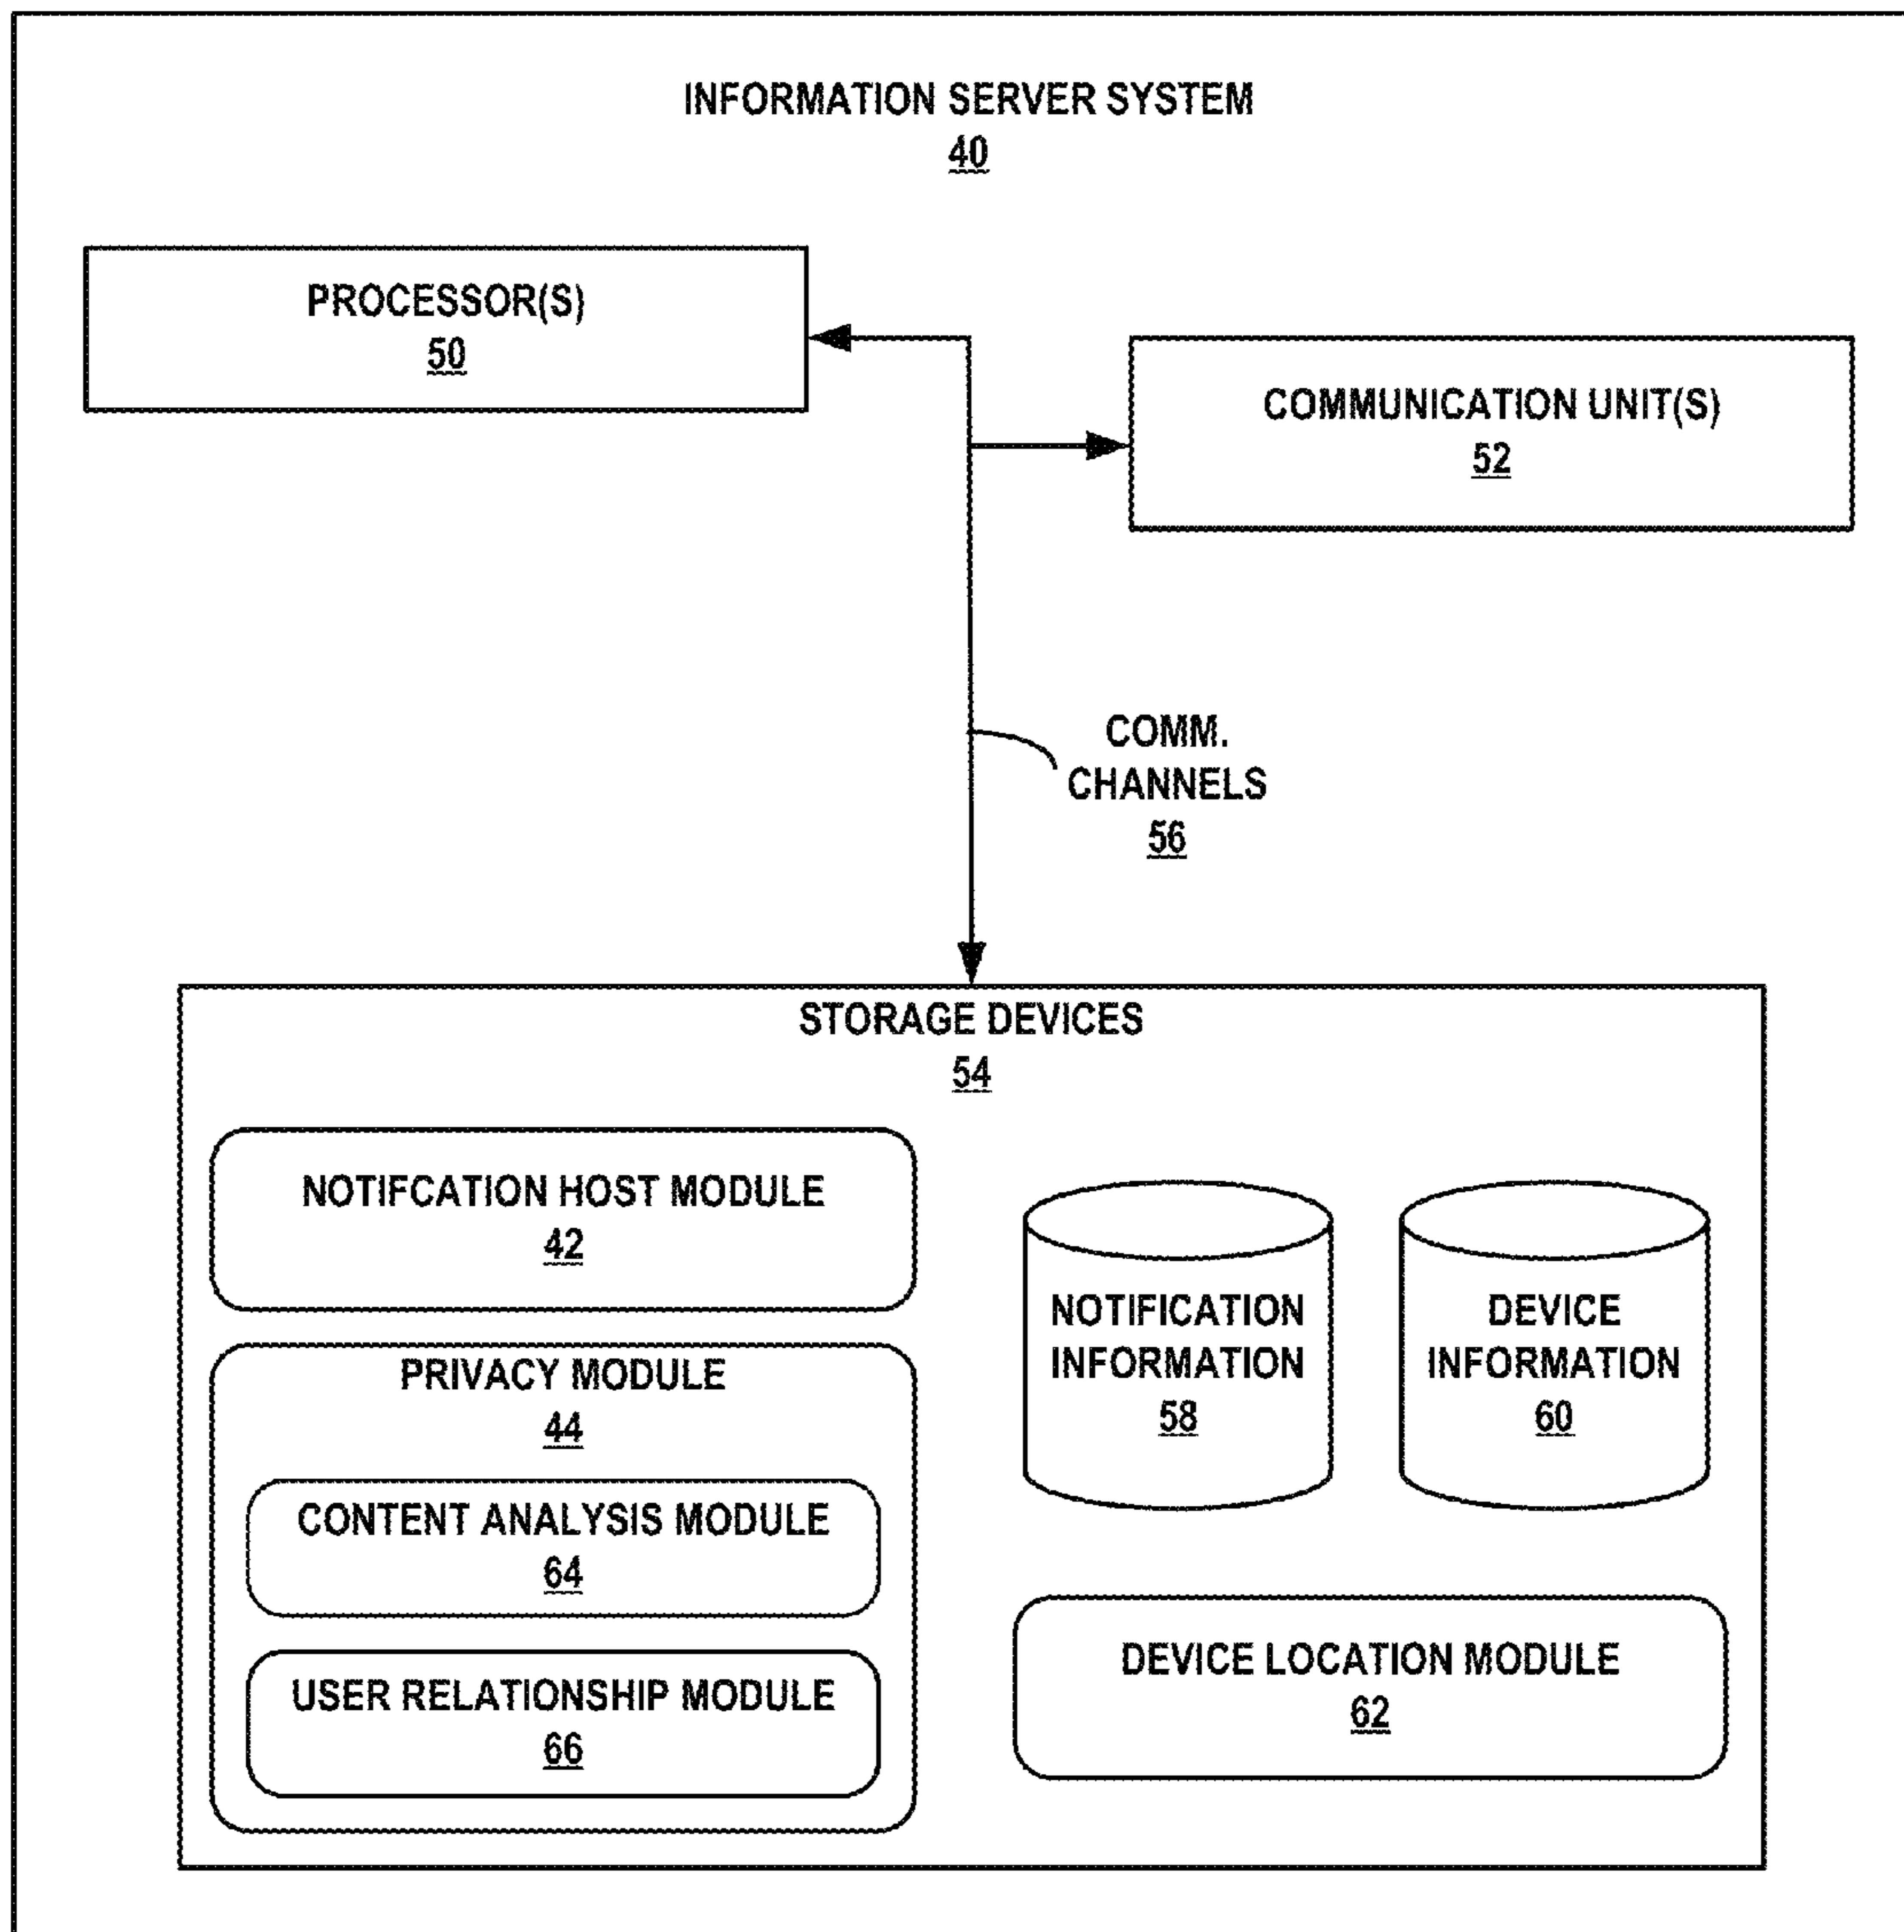 INFORMATION SERVER SYSTEM
40
PROCESSOR(S)
50
COMMUNICATION UNIT(S)
52
COMM.
CHANNELS
56
STORAGE DEVICES
54
NOTIFCATION HOST MODULE
42
PRIVACY MODULE
44
CONTENT ANALYSIS MODULE
64
USER RELATIONSHIP MODULE
66
NOTIFICATION
INFORMATION
58
DEVICE
INFORMATION
60
DEVICE LOCATION MODULE
62